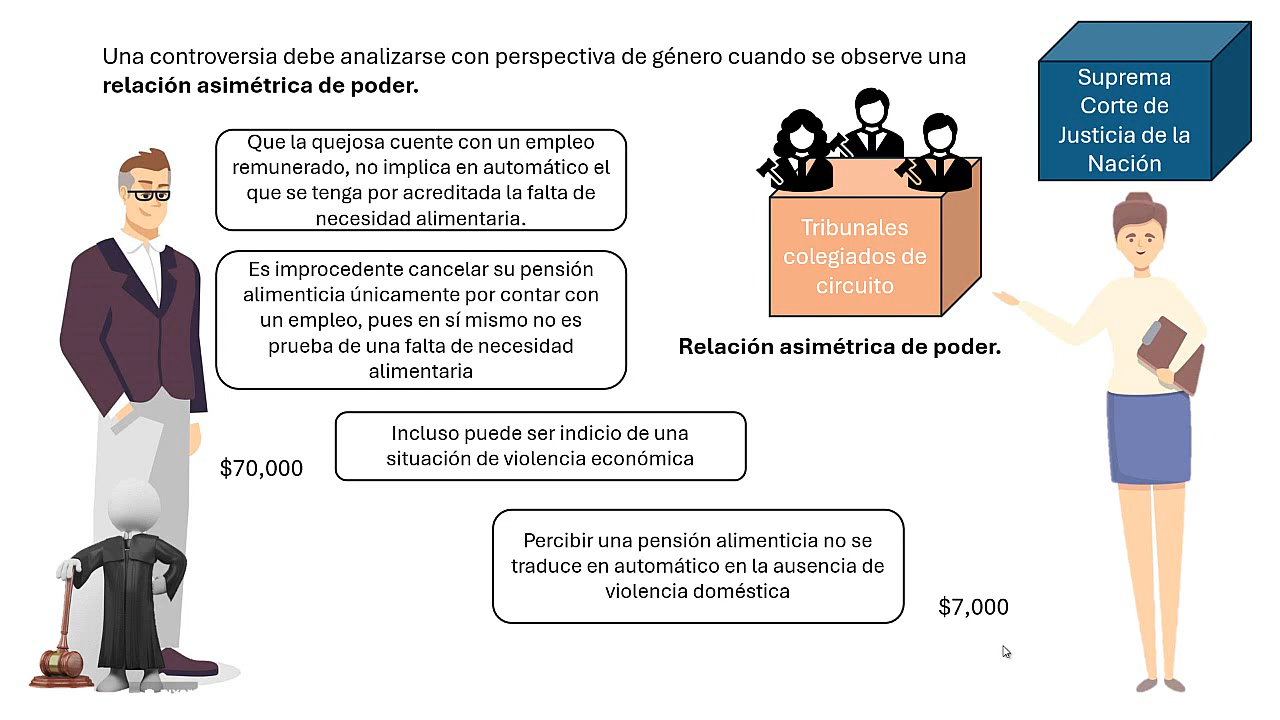 Una controversia debe analizarse con perspectiva de género cuando se observe una
relación asimétrica de poder.
Suprema
Corte de
Justicia de la
Nación
Que la quejosa cuente con un empleo
remunerado, no implica en automático el
que se tenga por acreditada la falta de
necesidad alimentaria.
Tribunales
colegiados de
circuito
Es improcedente cancelar su pensión
alimenticia únicamente por contar con
un empleo, pues en sí mismo no es
prueba de una falta de necesidad
alimentaria
Relación asimétrica de poder.
Incluso puede ser indicio de una
situación de violencia económica
$70,000
Percibir una pensión alimenticia no se
traduce en automático en la ausencia de
violencia doméstica
$7,000